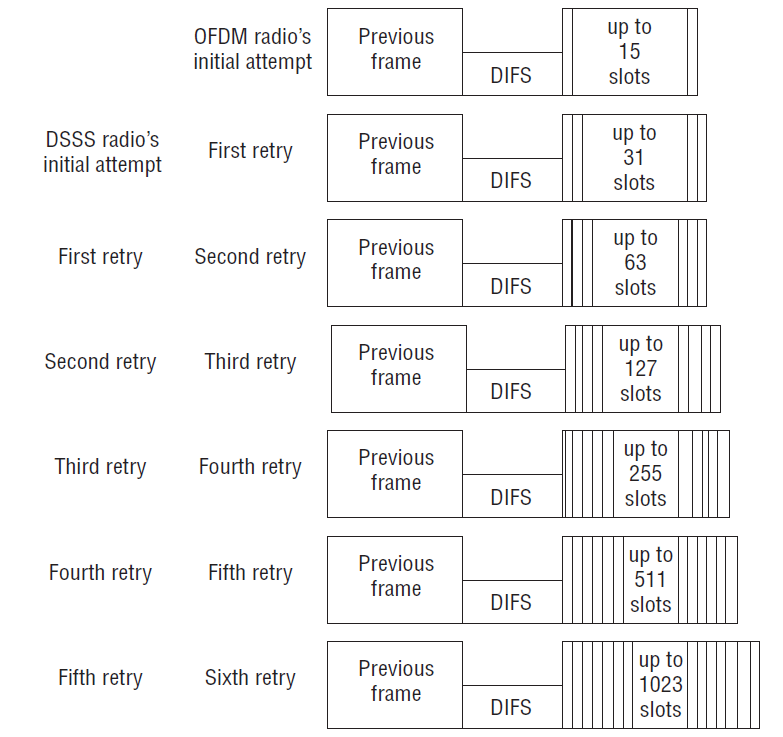 OFDM radio's
initial attempt
Previous
frame
DIFS
up to
15
slots
DSSS radio's
initial attempt
First retry
Previous
frame
DIFS
up to
31
slots
First retry
Second retry
Previous
frame
DIFS
up to
63
slots
Second retry
Third retry
Previous
frame
DIFS
up to
127
slots
Third retry
Fourth retry
Previous
frame
DIFS
up to
255
slots
Fourth retry
Fifth retry
Previous
frame
DIFS
up to
511
slots
Fifth retry
Sixth retry
Previous
frame
DIFS
up to
1023
slots